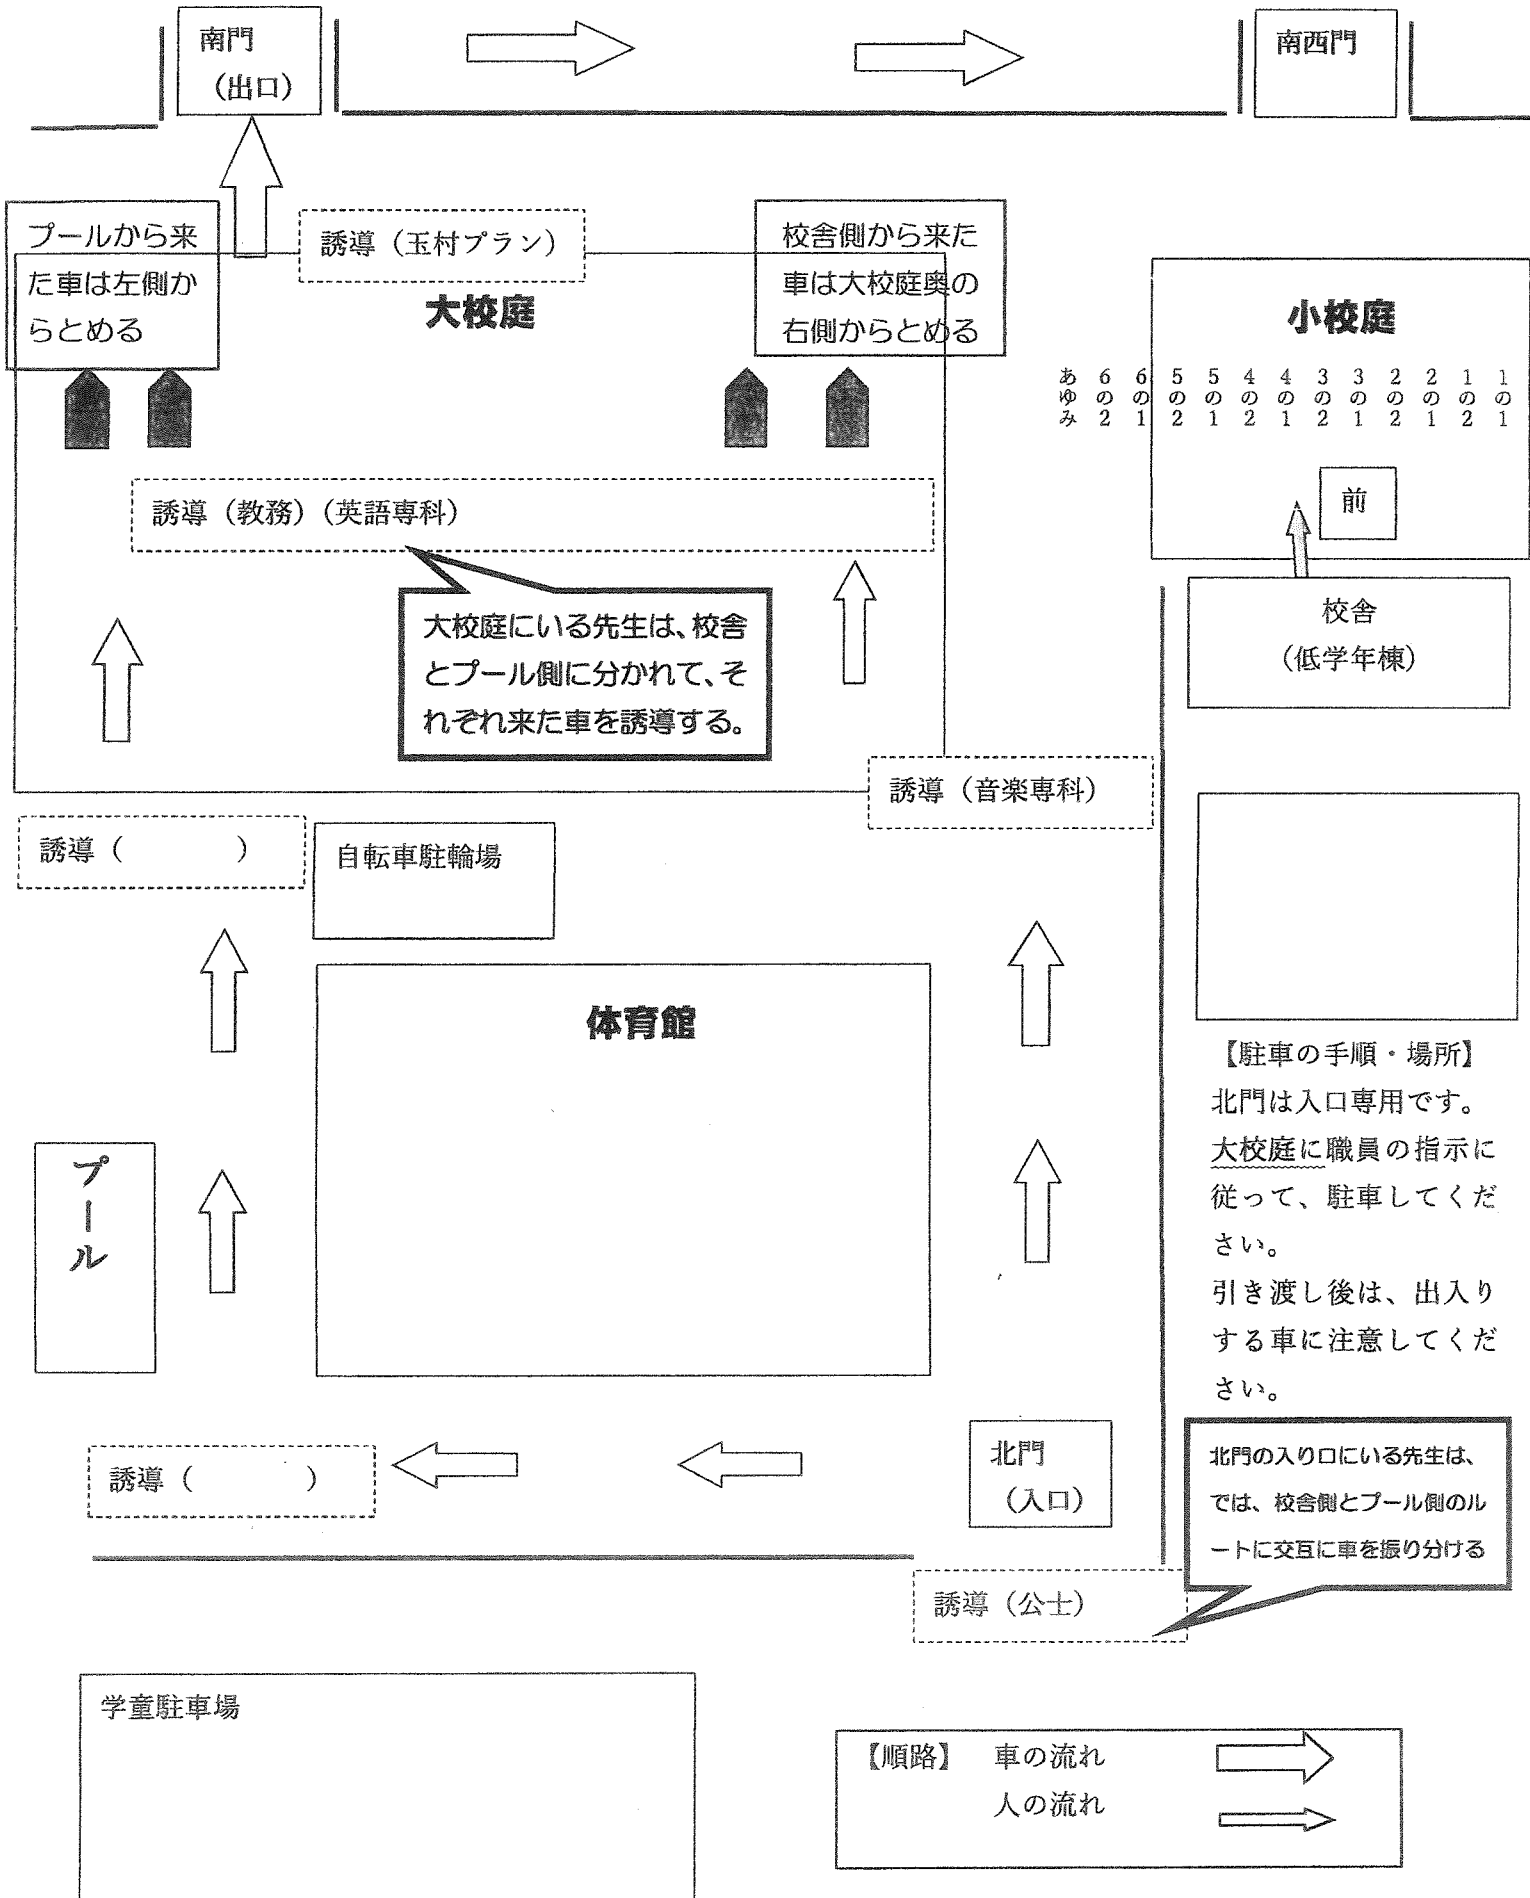 南門
（出口）
南西門
プールから来
た車は左側か
らとめる
誘導（玉村プラン）
大校庭
校舎側から来た
車は大校庭奥の
右側からとめる
小校庭
あゆみ
6の2
6の1
5の2
5の1
4の2
4の1
3の2
3の1
2の2
2の1
1の2
1の1
前
誘導（教務）（英語専科）
大校庭にいる先生は、校舎
とプール側に分かれて、そ
れぞれ来た車を誘導する。
校舎
（低学年棟）
誘導（音楽専科）
誘導（　　　　）
自転車駐輪場
体育館
プール
【駐車の手順・場所】
北門は入口専用です。
大校庭に職員の指示に
従って、駐車してくだ
さい。
引き渡し後は、出入り
する車に注意してくだ
さい。
誘導（　　　　）
北門
（入口）
北門の入り口にいる先生は、
では、校舎側とプール側のル
ートに交互に車を振り分ける
誘導（公士）
学童駐車場
【順路】　車の流れ
人の流れ